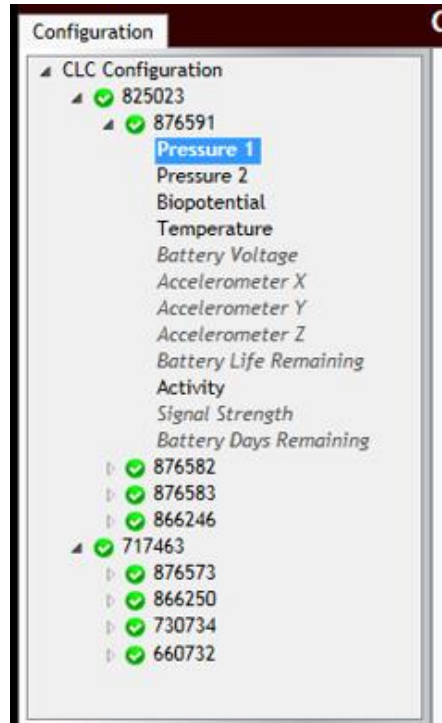 Configuration
CLC Configuration
825023
876591
Pressure 1
Pressure 2
Biopotential
Temperature
Battery Voltage
Accelerometer X
Accelerometer Y
Accelerometer Z
Battery Life Remaining
Activity
Signal Strength
Battery Days Remaining
876582
876583
866246
717463
876573
866250
730734
660732